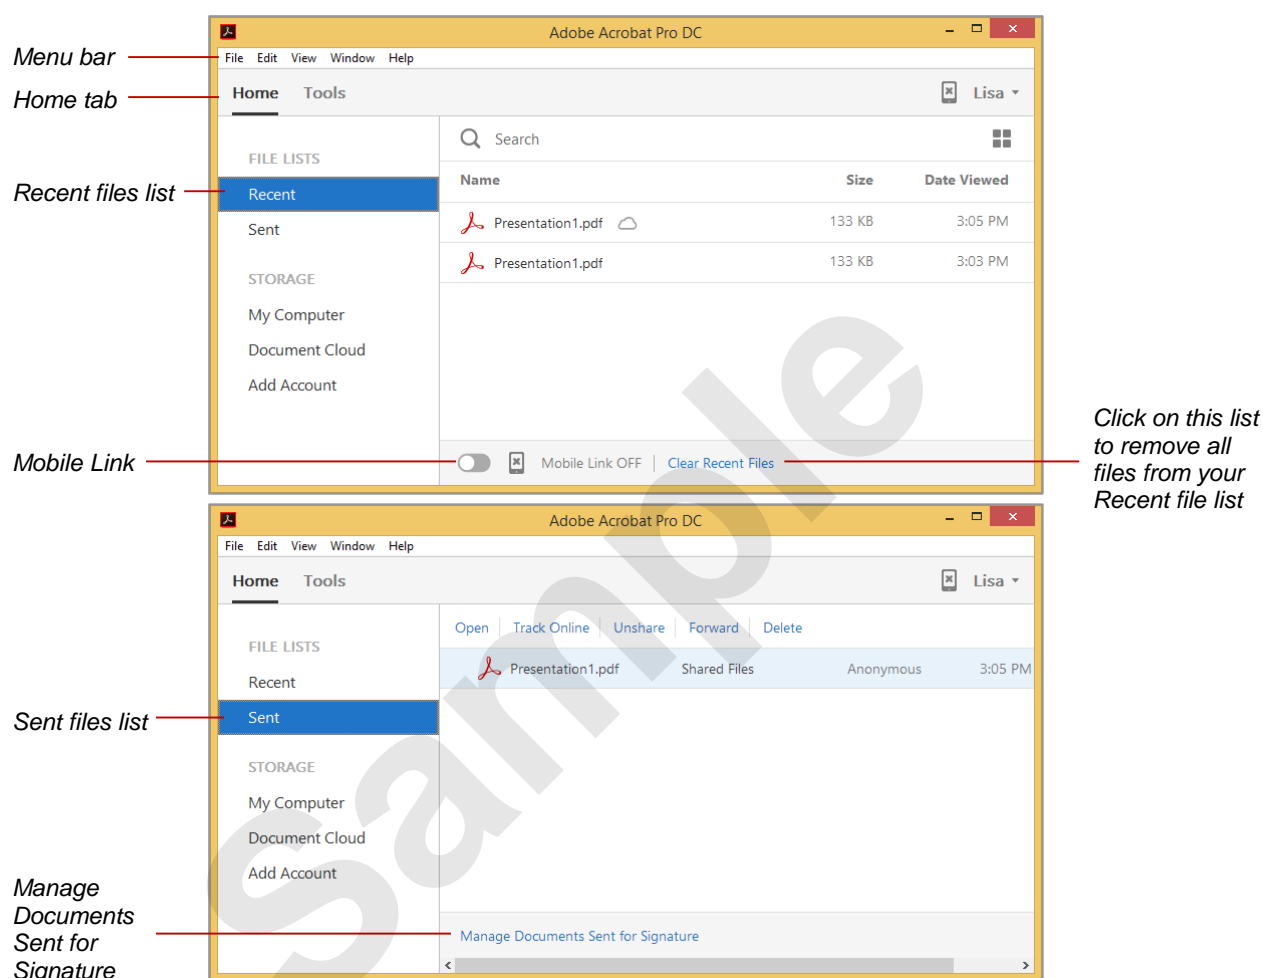 Adobe Acrobat Pro DC
Menu bar
File Edit View Window Help
Home tab
Home Tools
Lisa
Search
FILE LISTS
Recent files list
Recent
Name Size Date Viewed
Presentation1.pdf 133 KB 3:05 PM
Sent
Presentation1.pdf 133 KB 3:03 PM
STORAGE
My Computer
Document Cloud
Add Account
Click on this list
to remove all
files from your
Recent file list
Mobile Link
Mobile Link OFF Clear Recent Files
Adobe Acrobat Pro DC
File Edit View Window Help
Home Tools
Lisa
Open Track Online Unshare Forward Delete
FILE LISTS
Presentation1.pdf Shared Files Anonymous 3:05 PM
Recent
Sent files list
Sent
STORAGE
My Computer
Document Cloud
Add Account
Manage
Documents
Sent for
Signature
Manage Documents Sent for Signature
Sample